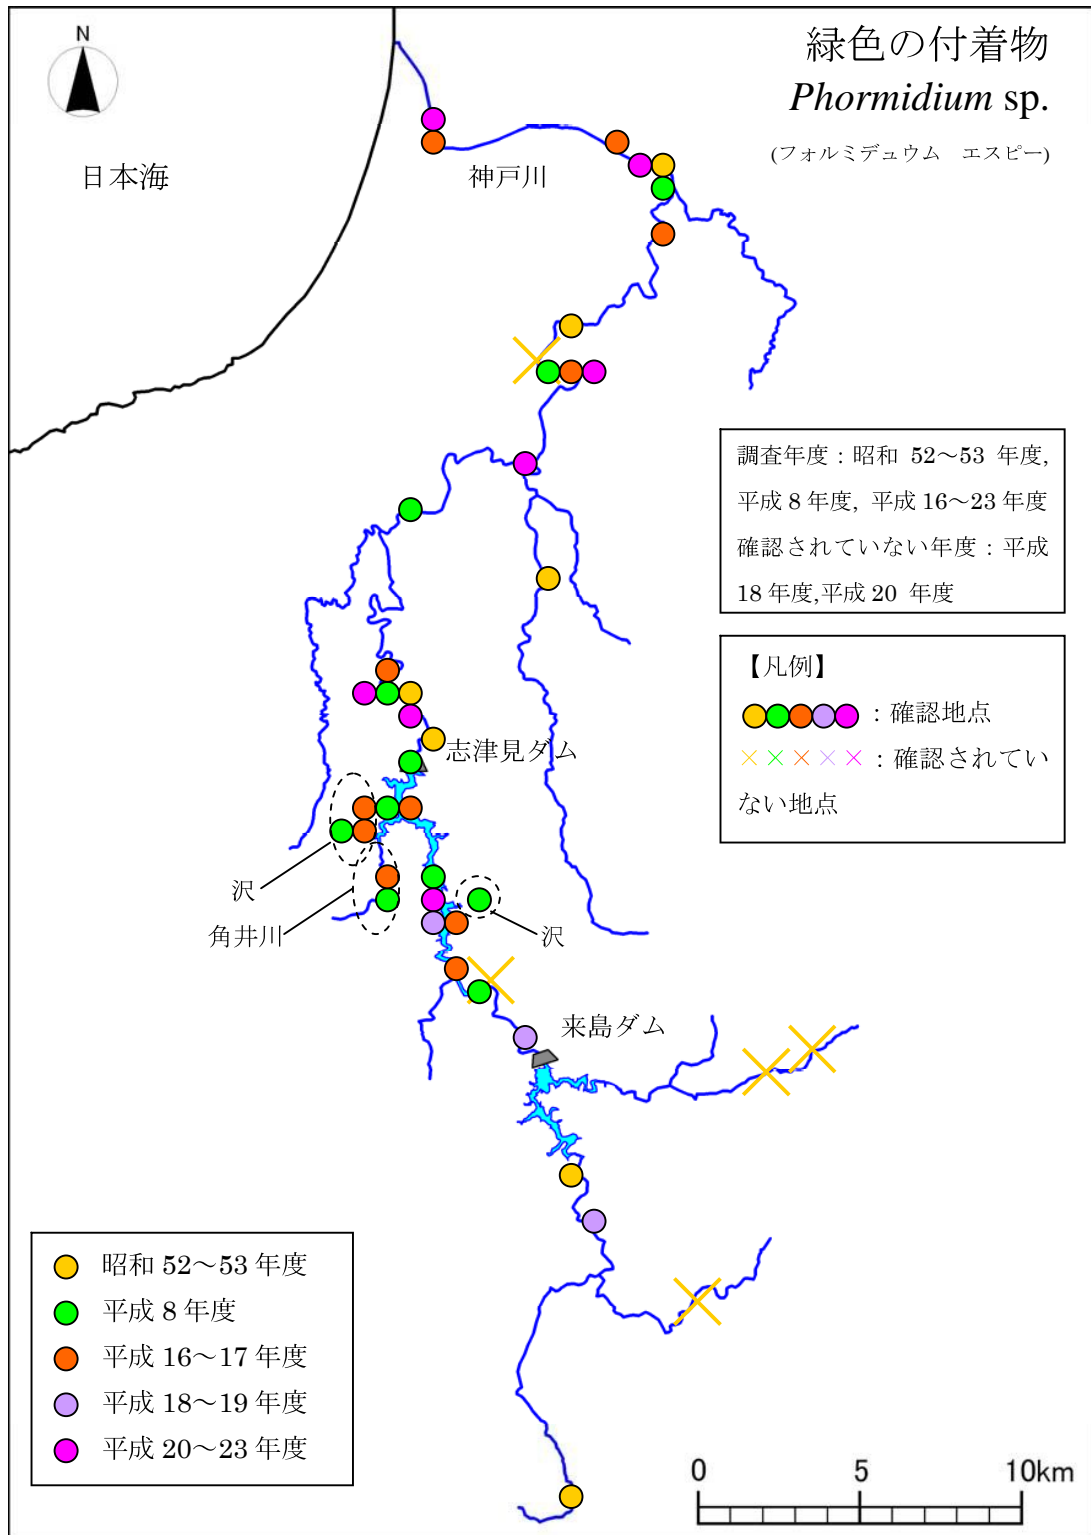 緑色の付着物
Phormidium sp.
(フォルミデュウム　エスピー)
N
日本海
神戸川
調査年度：昭和 52～53 年度,
平成 8 年度, 平成 16～23 年度
確認されていない年度：平成
18 年度,平成 20 年度
【凡例】
：確認地点
：確認されてい
ない地点
志津見ダム
沢
角井川
沢
来島ダム
昭和 52～53 年度
平成 8 年度
平成 16～17 年度
平成 18～19 年度
平成 20～23 年度
0 5 10km